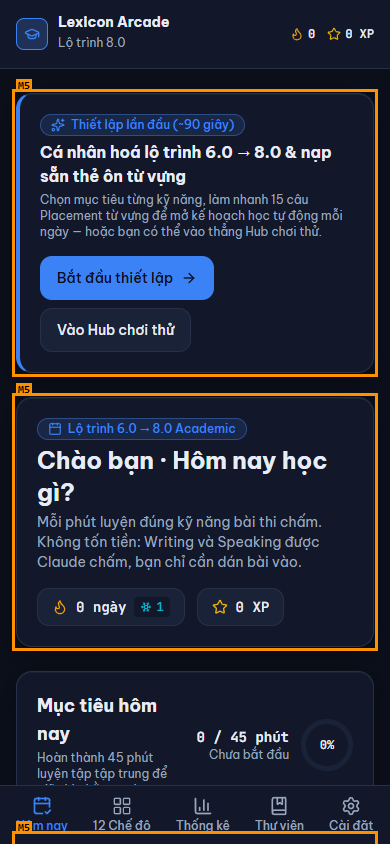 Lexicon Arcade
Lộ trình 8.0
0
0 XP
M5
Thiết lập lần đầu (~90 giây)
Cá nhân hoá lộ trình 6.0 → 8.0 & nạp
sẵn thẻ ôn từ vựng
Chọn mục tiêu từng kỹ năng, làm nhanh 15 câu
Placement từ vựng để mở kế hoạch học tự động mỗi
ngày — hoặc bạn có thể vào thẳng Hub chơi thử.
Bắt đầu thiết lập →
Vào Hub chơi thử
M5
Lộ trình 6.0 → 8.0 Academic
Chào bạn · Hôm nay học
gì?
Mỗi phút luyện đúng kỹ năng bài thi chấm.
Không tốn tiền: Writing và Speaking được
Claude chấm, bạn chỉ cần dán bài vào.
0 ngày
1
0 XP
Mục tiêu hôm
nay
0 / 45 phút
Chưa bắt đầu
0%
Hoàn thành 45 phút
luyện tập tập trung để
M5
nay
12 Chế độ
Thống kê
Thư viện
Cài đặt